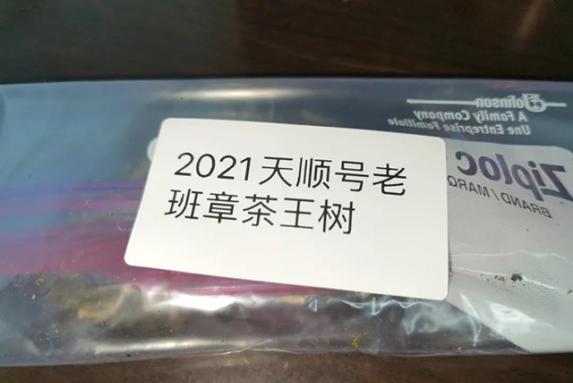 2021天顺号老
班章茶王树
Johnson
A Family Company
Une Entreprise Familiale
Ziploc
BRAND / MARQ